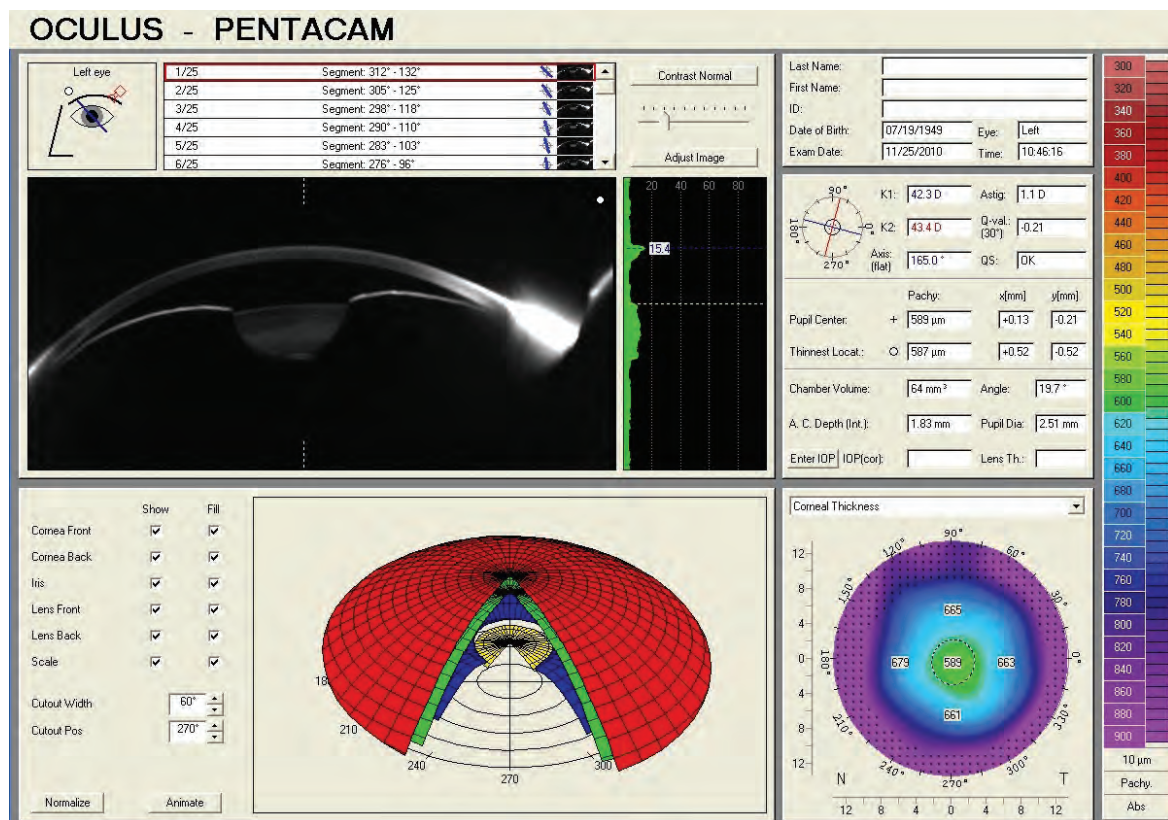 OCULUS - PENTACAM
Left eye
1/25 Segment: 312° - 132°
2/25 Segment: 305° - 125°
3/25 Segment: 298° - 118°
4/25 Segment: 290° - 110°
5/25 Segment: 283° - 103°
6/25 Segment: 276° - 96°
Contrast Normal
Adjust Image
20 40 60 80
15.4
Last Name:
First Name:
ID:
Date of Birth: 07/19/1949 Eye: Left
Exam Date: 11/25/2010 Time: 10:46:16
90°
180° 0°
270°
K1: 42.3 D Astig: 1.1 D
K2: 43.4 D Q-val.: (30°) -0.21
Axis: (flat) 165.0 ° QS: OK
Pachy: x[mm] y[mm]
Pupil Center: + 589 µm +0.13 -0.21
Thinnest Locat.: O 587 µm +0.52 -0.52
Chamber Volume: 64 mm³ Angle: 19.7 °
A. C. Depth (Int.): 1.83 mm Pupil Dia: 2.51 mm
Enter IOP IOP(cor): Lens Th.:
Show Fill
Cornea Front
Cornea Back
Iris
Lens Front
Lens Back
Scale
Cutout Width 60°
Cutout Pos 270°
Normalize Animate
18
210
240
270
300
Corneal Thickness
90°
120° 60°
150° 30°
180° 0°
210° 330°
240° 300°
270°
12
8
4
0
4
8
12
665
679 589 663
661
N T
12 8 4 0 4 8 12
300
320
340
360
380
400
420
440
460
480
500
520
540
560
580
600
620
640
660
680
700
720
740
760
780
800
820
840
860
880
900
10 µm
Pachy.
Abs